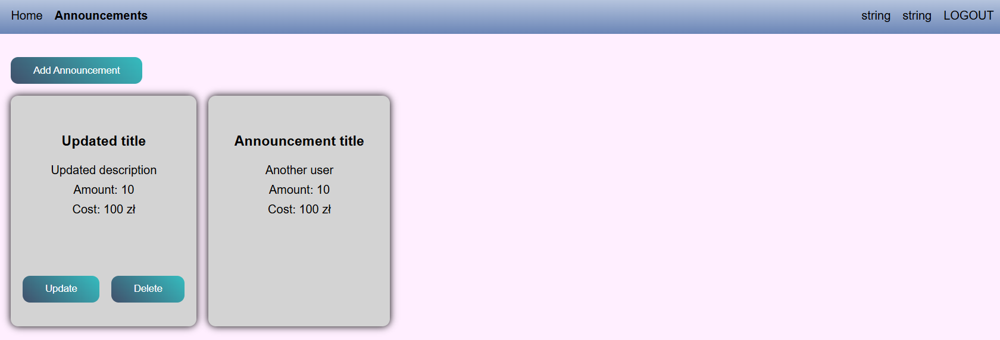 Home Announcements string string LOGOUT
Add Announcement
Updated title
Updated description
Amount: 10
Cost: 100 zł
Update Delete
Announcement title
Another user
Amount: 10
Cost: 100 zł